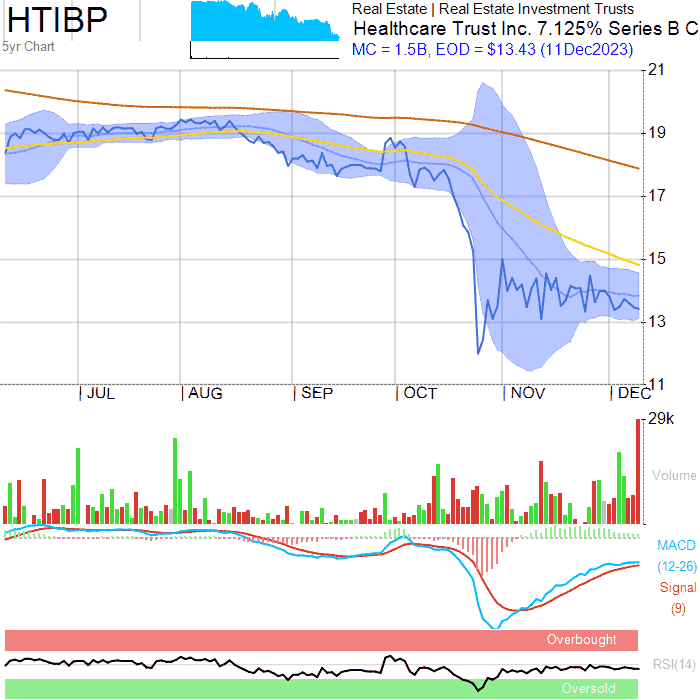 HTIBP
5yr Chart
Real Estate | Real Estate Investment Trusts
Healthcare Trust Inc. 7.125% Series B C
MC = 1.5B, EOD = $13.43 (11Dec2023)
21
19
17
15
13
11
| JUL
| AUG
| SEP
| OCT
| NOV
| DEC
29k
Volume
MACD
(12-26)
Signal
(9)
Overbought
RSI(14)
Oversold